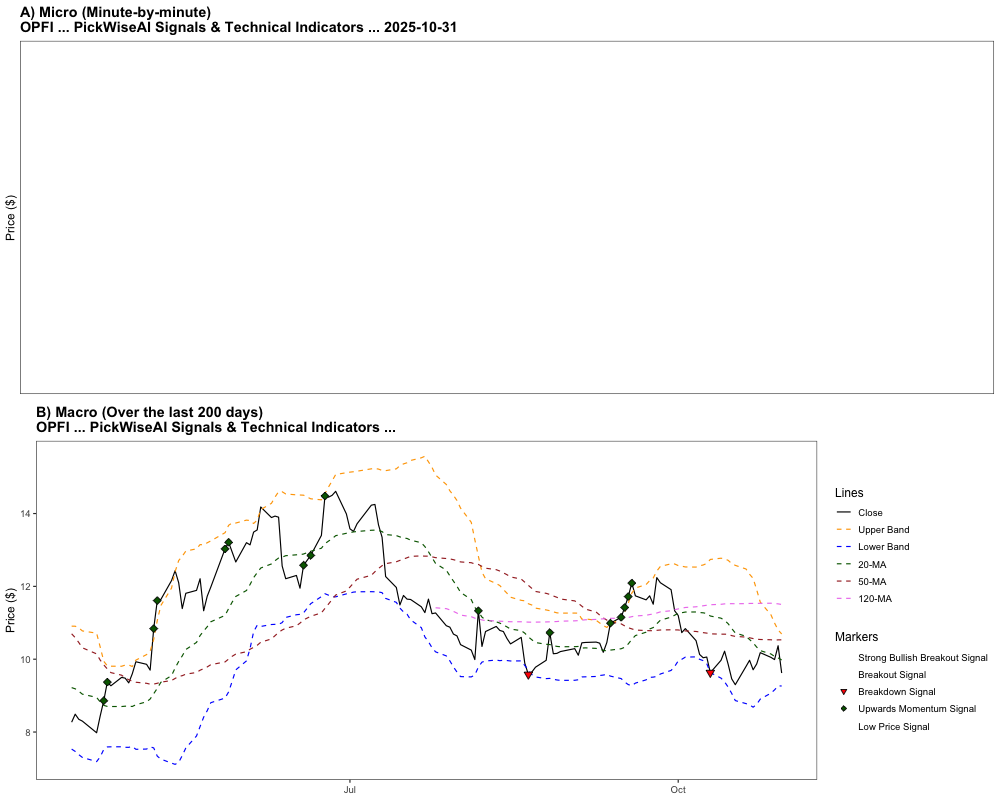 A) Micro (Minute-by-minute)
OPFI ... PickWiseAI Signals & Technical Indicators ... 2025-10-31
Price ($)
B) Macro (Over the last 200 days)
OPFI ... PickWiseAI Signals & Technical Indicators ...
Price ($)
14
12
10
8
Jul
Oct
Lines
Close
Upper Band
Lower Band
20-MA
50-MA
120-MA
Markers
Strong Bullish Breakout Signal
Breakout Signal
Breakdown Signal
Upwards Momentum Signal
Low Price Signal